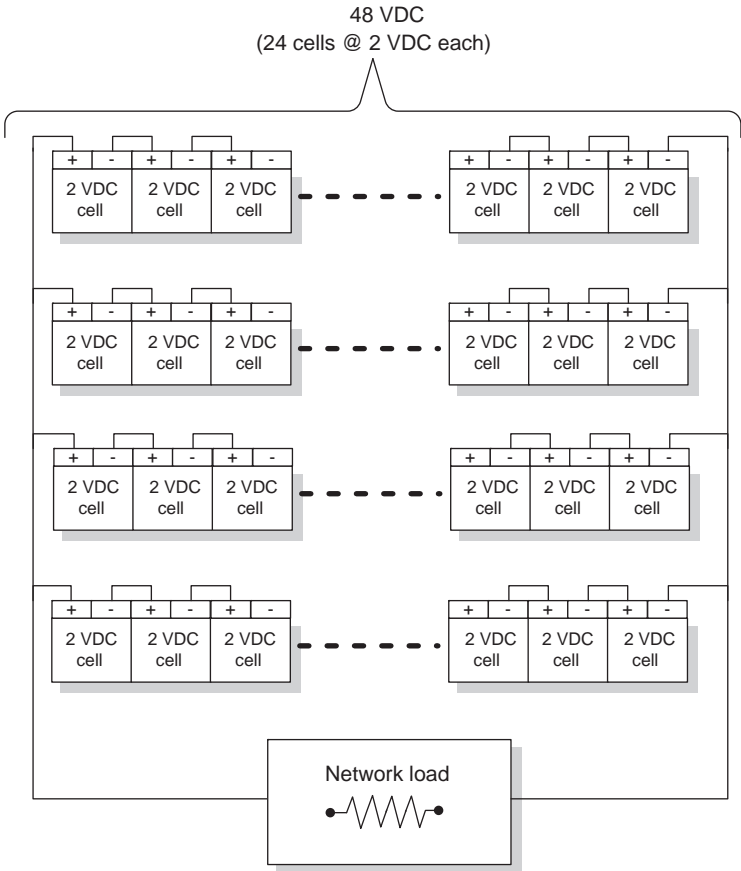 48 VDC
(24 cells @ 2 VDC each)
+ - + - + - + - + - + -
2 VDC 2 VDC 2 VDC 2 VDC 2 VDC 2 VDC
cell cell cell cell cell cell
+ - + - + - + - + - + -
2 VDC 2 VDC 2 VDC 2 VDC 2 VDC 2 VDC
cell cell cell cell cell cell
+ - + - + - + - + - + -
2 VDC 2 VDC 2 VDC 2 VDC 2 VDC 2 VDC
cell cell cell cell cell cell
+ - + - + - + - + - + -
2 VDC 2 VDC 2 VDC 2 VDC 2 VDC 2 VDC
cell cell cell cell cell cell
Network load